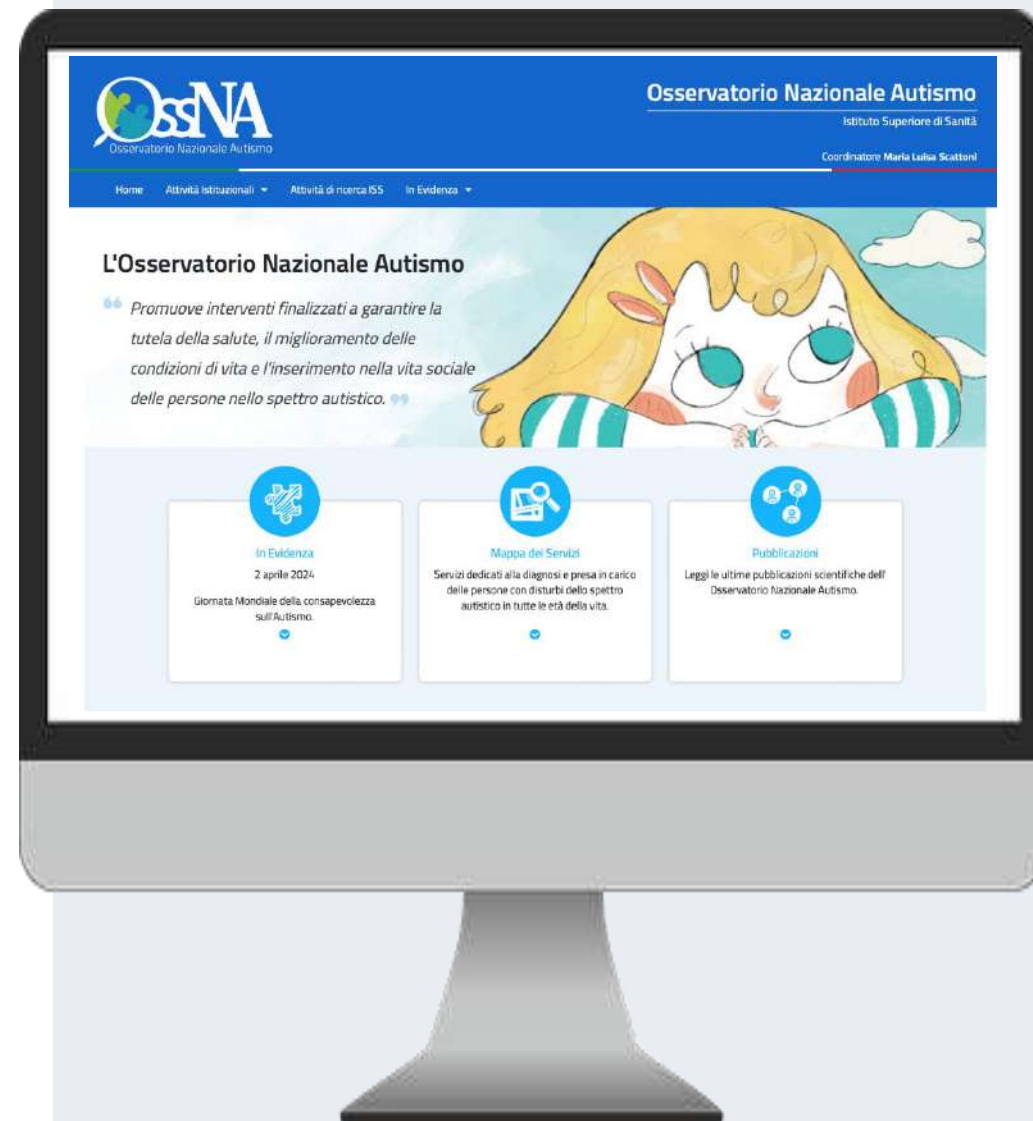 OssNA
Osservatorio Nazionale Autismo
Osservatorio Nazionale Autismo
Istituto Superiore di Sanità
Coordinatore Maria Luisa Scattoni
Home Attività Istituzionali Attività di ricerca ISS In Evidenza
L'Osservatorio Nazionale Autismo
“ Promuove interventi finalizzati a garantire la
tutela della salute, il miglioramento delle
condizioni di vita e l'inserimento nella vita sociale
delle persone nello spettro autistico. ”
In Evidenza
2 aprile 2024
Giornata Mondiale della consapevolezza
sull'Autismo.
Mappa dei Servizi
Servizi dedicati alla diagnosi e presa in carico
delle persone con disturbi dello spettro
autistico in tutte le età della vita.
Pubblicazioni
Leggi le ultime pubblicazioni scientifiche dell'
Osservatorio Nazionale Autismo.